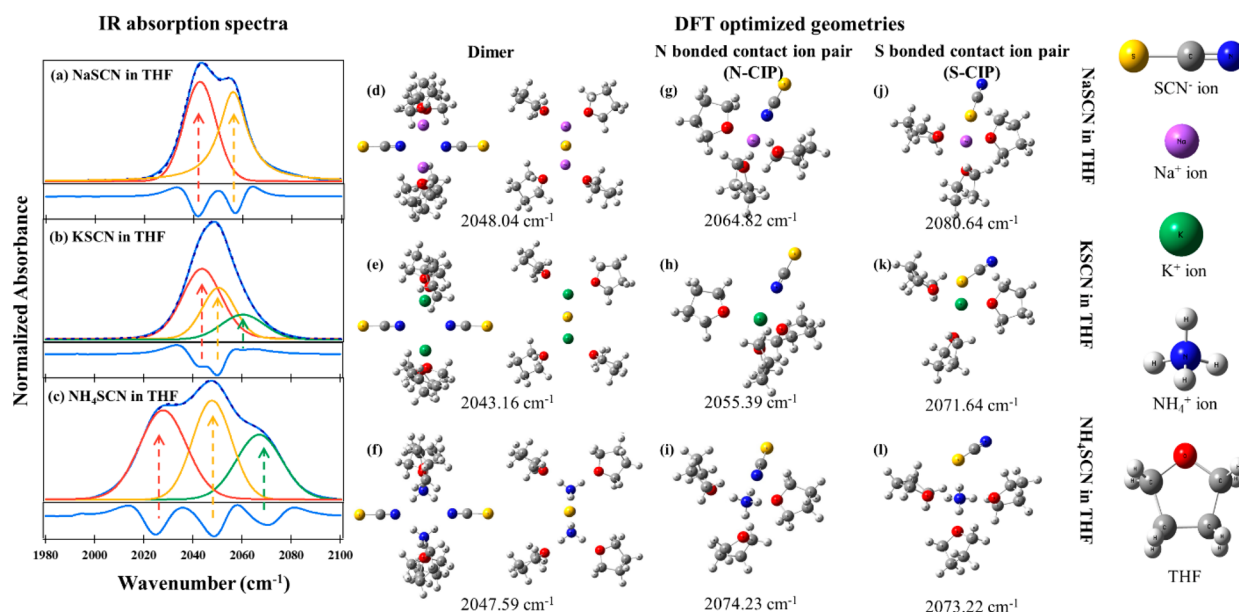 IR absorption spectra
DFT optimized geometries
Dimer
N bonded contact ion pair
(N-CIP)
S bonded contact ion pair
(S-CIP)
Normalized Absorbance
(a) NaSCN in THF
(b) KSCN in THF
(c) NH₄SCN in THF
1980 2000 2020 2040 2060 2080 2100
Wavenumber (cm⁻¹)
(d)
2048.04 cm⁻¹
(g)
2064.82 cm⁻¹
(j)
2080.64 cm⁻¹
NaSCN in THF
(e)
2043.16 cm⁻¹
(h)
2055.39 cm⁻¹
(k)
2071.64 cm⁻¹
KSCN in THF
(f)
2047.59 cm⁻¹
(i)
2074.23 cm⁻¹
(l)
2073.22 cm⁻¹
NH₄SCN in THF
S C
SCN⁻ ion
Na
Na⁺ ion
K
K⁺ ion
H
H H H
NH₄⁺ ion
C C
C C
H H
THF